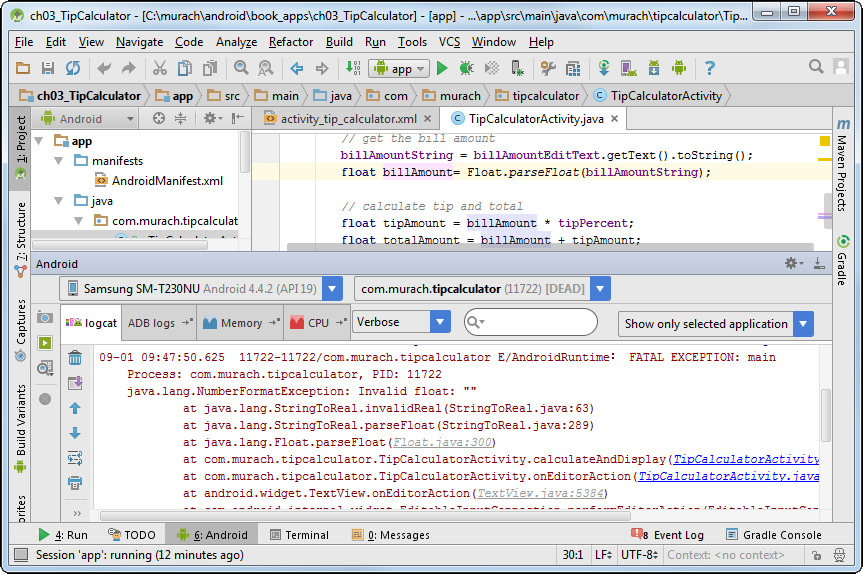 ch03_TipCalculator - [C:\murach\android\book_apps\ch03_TipCalculator] - [app] - ...\app\src\main\java\com\murach\tipcalculator\Tip...
File Edit View Navigate Code Analyze Refactor Build Run Tools VCS Window Help
app
ch03_TipCalculator app src main java com murach tipcalculator TipCalculatorActivity
1: Project
7: Structure
Captures
Build Variants
Android
app
manifests
AndroidManifest.xml
java
com.murach.tipcalculat
activity_tip_calculator.xml TipCalculatorActivity.java
// get the bill amount
billAmountString = billAmountEditText.getText().toString();
float billAmount= Float.parseFloat(billAmountString);
// calculate tip and total
float tipAmount = billAmount * tipPercent;
float totalAmount = billAmount + tipAmount;
Maven Projects
Gradle
Android
Samsung SM-T230NU Android 4.4.2 (API 19) com.murach.tipcalculator (11722) [DEAD]
logcat ADB logs Memory CPU Verbose Show only selected application
09-01 09:47:50.625 11722-11722/com.murach.tipcalculator E/AndroidRuntime: FATAL EXCEPTION: main
Process: com.murach.tipcalculator, PID: 11722
java.lang.NumberFormatException: Invalid float: ""
at java.lang.StringToReal.invalidReal(StringToReal.java:63)
at java.lang.StringToReal.parseFloat(StringToReal.java:289)
at java.lang.Float.parseFloat(Float.java:300)
at com.murach.tipcalculator.TipCalculatorActivity.calculateAndDisplay(TipCalculatorActivity
at com.murach.tipcalculator.TipCalculatorActivity.onEditorAction(TipCalculatorActivity.java
at android.widget.TextView.onEditorAction(TextView.java:5384)
4: Run TODO 6: Android Terminal 0: Messages 8 Event Log Gradle Console
Session 'app': running (12 minutes ago) 30:1 LF UTF-8 Context: <no context>